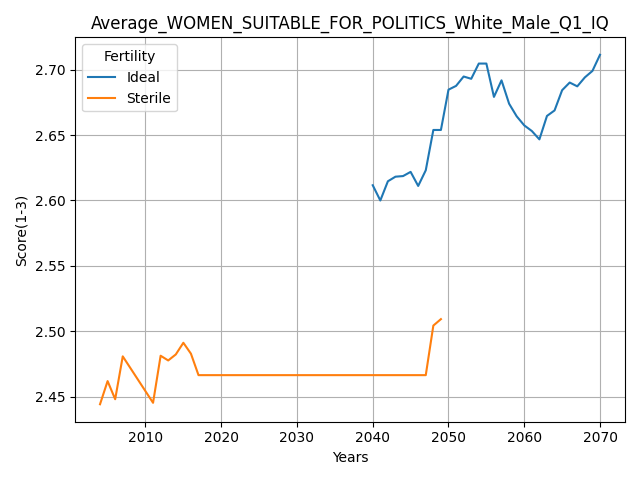 Average_WOMEN_SUITABLE_FOR_POLITICS_White_Male_Q1_IQ
Fertility
Ideal
Sterile
Score(1-3)
2.70
2.65
2.60
2.55
2.50
2.45
2010 2020 2030 2040 2050 2060 2070
Years